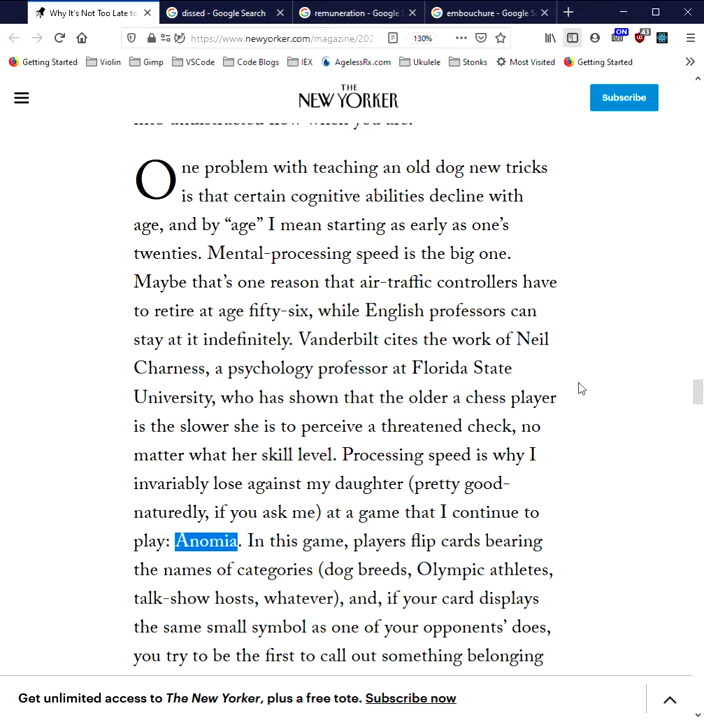 Why It's Not Too Late to
dissed - Google Search
remuneration - Google S
embouchure - Google S
https://www.newyorker.com/magazine/202
130%
ON
43
Getting Started
Violin
Gimp
VSCode
Code Blogs
IEX
AgelessRx.com
Ukulele
Stonks
Most Visited
Getting Started
THE
NEW YORKER
Subscribe
One problem with teaching an old dog new tricks
is that certain cognitive abilities decline with
age, and by “age” I mean starting as early as one’s
twenties. Mental-processing speed is the big one.
Maybe that’s one reason that air-traffic controllers have
to retire at age fifty-six, while English professors can
stay at it indefinitely. Vanderbilt cites the work of Neil
Charness, a psychology professor at Florida State
University, who has shown that the older a chess player
is the slower she is to perceive a threatened check, no
matter what her skill level. Processing speed is why I
invariably lose against my daughter (pretty good-
naturedly, if you ask me) at a game that I continue to
play: Anomia. In this game, players flip cards bearing
the names of categories (dog breeds, Olympic athletes,
talk-show hosts, whatever), and, if your card displays
the same small symbol as one of your opponents’ does,
you try to be the first to call out something belonging
Get unlimited access to The New Yorker, plus a free tote. Subscribe now